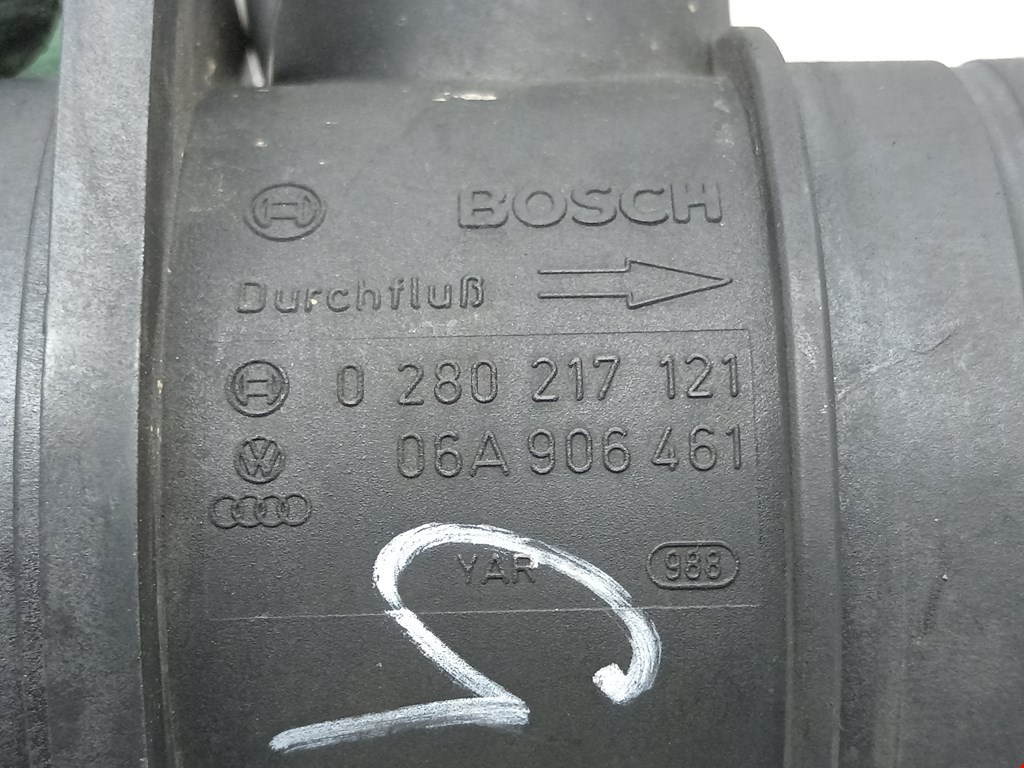 BOSCH
Durchfluß
0 280 217 121
06A 906 461
YAR 988